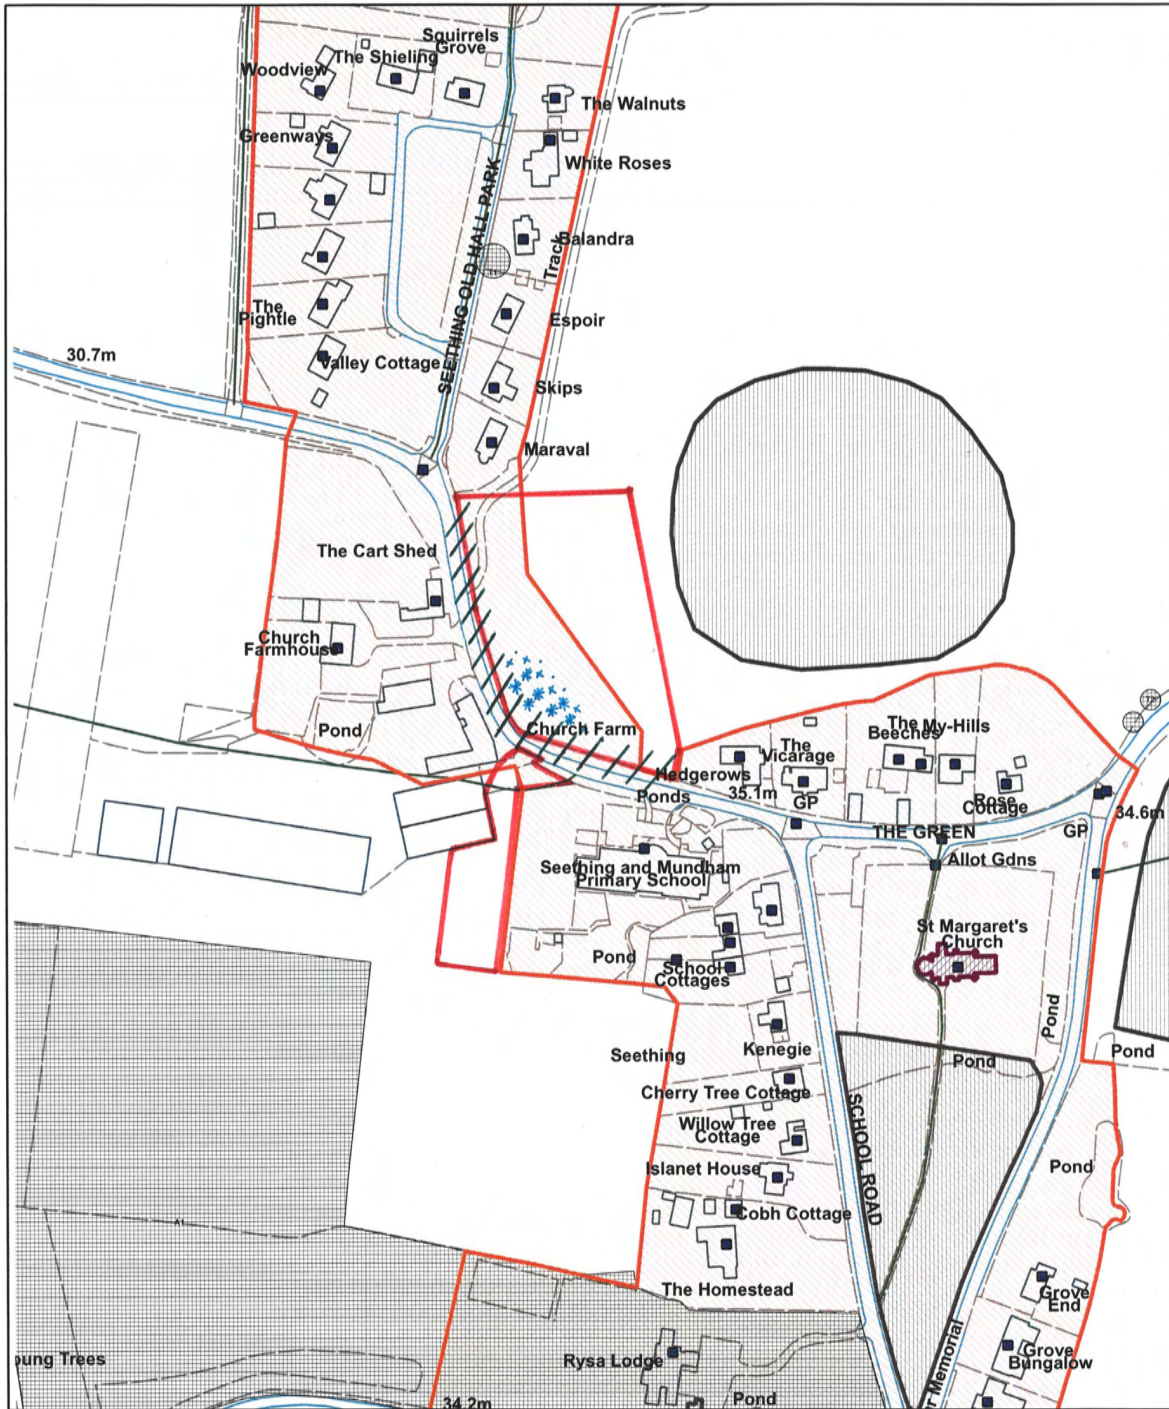 Squirrels
Grove
The Shieling
Woodview
The Walnuts
Greenways
White Roses
SEETHING OLD HALL PARK
Balandra
Track
The
Pightle
Espoir
30.7m
Valley Cottage
Skips
Maraval
The Cart Shed
Church
Farmhouse
Pond
Church Farm
The
Beeches
My-Hills
The
Vicarage
Hedgerows
Ponds
35.1m
GP
Rose
Cottage
34.6m
THE GREEN
GP
Allot Gdns
Seething and Mundham
Primary School
St Margaret's
Church
Pond
School
Cottages
Pond
Pond
Pond
Seething
Kenegie
Cherry Tree Cottage
Willow Tree
Cottage
SCHOOL ROAD
Islanet House
Pond
Cobh Cottage
A1
The Homestead
Grove
End
Grove
Bungalow
oung Trees
Rysa Lodge
r Memorial
Pond
34.2m